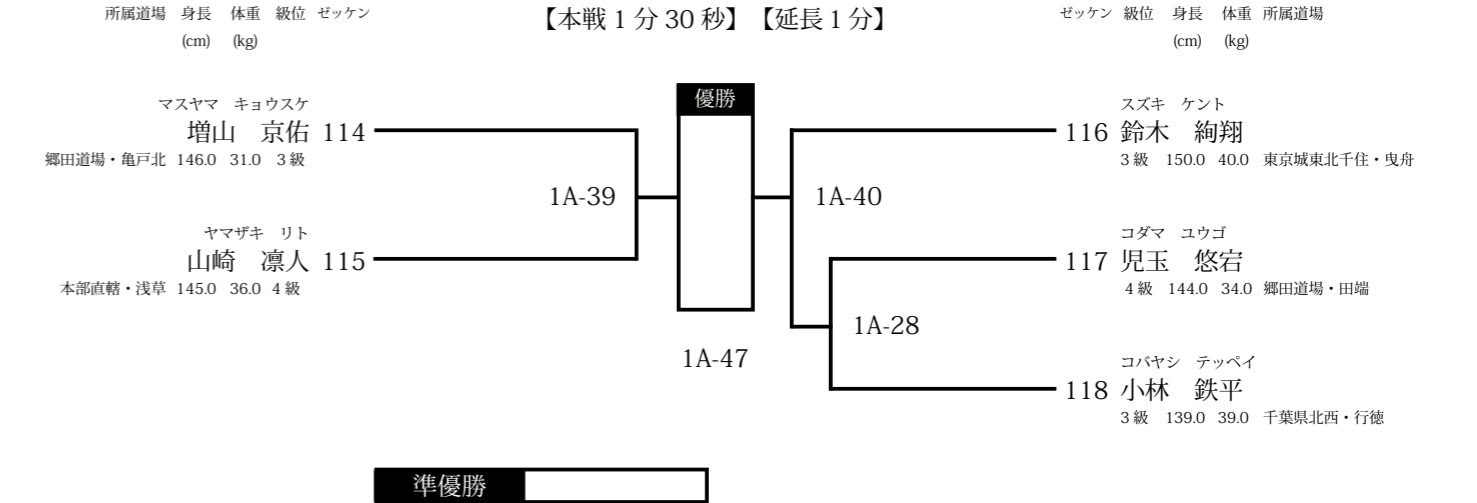 所属道場 身長 体重 級位 ゼッケン
(cm) (kg)
【本戦1分30秒】【延長1分】
ゼッケン 級位 身長 体重 所属道場
(cm) (kg)
マスヤマ キョウスケ
増山 京佑 114
郷田道場・亀戸北 146.0 31.0 3級
ヤマザキ リト
山崎 凛人 115
本部直轄・浅草 145.0 36.0 4級
1A-39
優勝
1A-47
1A-40
1A-28
スズキ ケント
116 鈴木 絢翔
3級 150.0 40.0 東京城東北千住・曳舟
コダマ ユウゴ
117 児玉 悠宕
4級 144.0 34.0 郷田道場・田端
コバヤシ テッペイ
118 小林 鉄平
3級 139.0 39.0 千葉県北西・行徳
準優勝